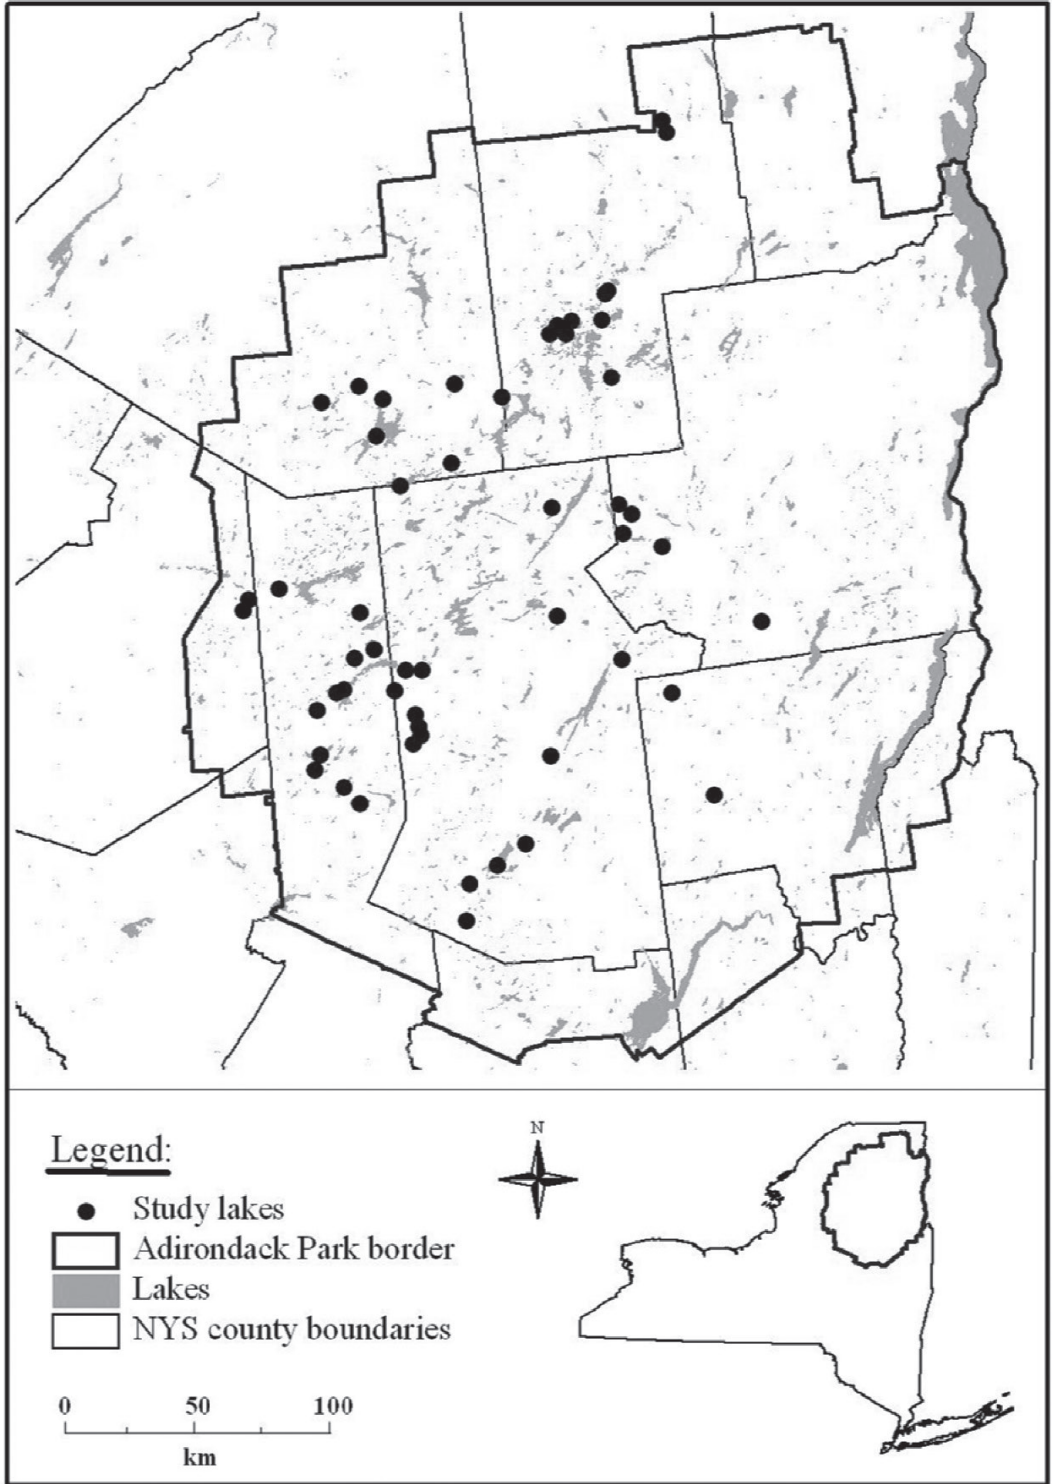 N
Legend:
Study lakes
Adirondack Park border
Lakes
NYS county boundaries
0 50 100
km